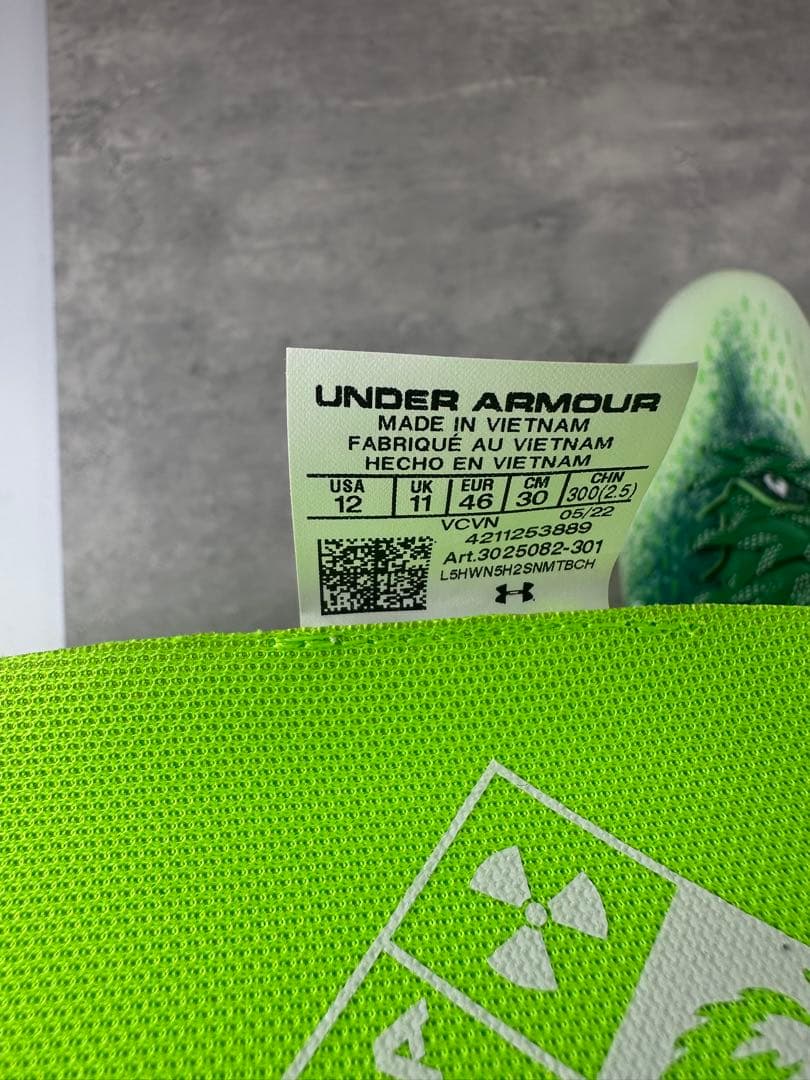 UNDER ARMOUR
MADE IN VIETNAM
FABRIQUÉ AU VIETNAM
HECHO EN VIETNAM
USA UK EUR CM CHN
12 11 46 30 300(2.5)
VCVN 05/22
4211253889
Art.3025082-301
L5HWN5H2SNMTBCH